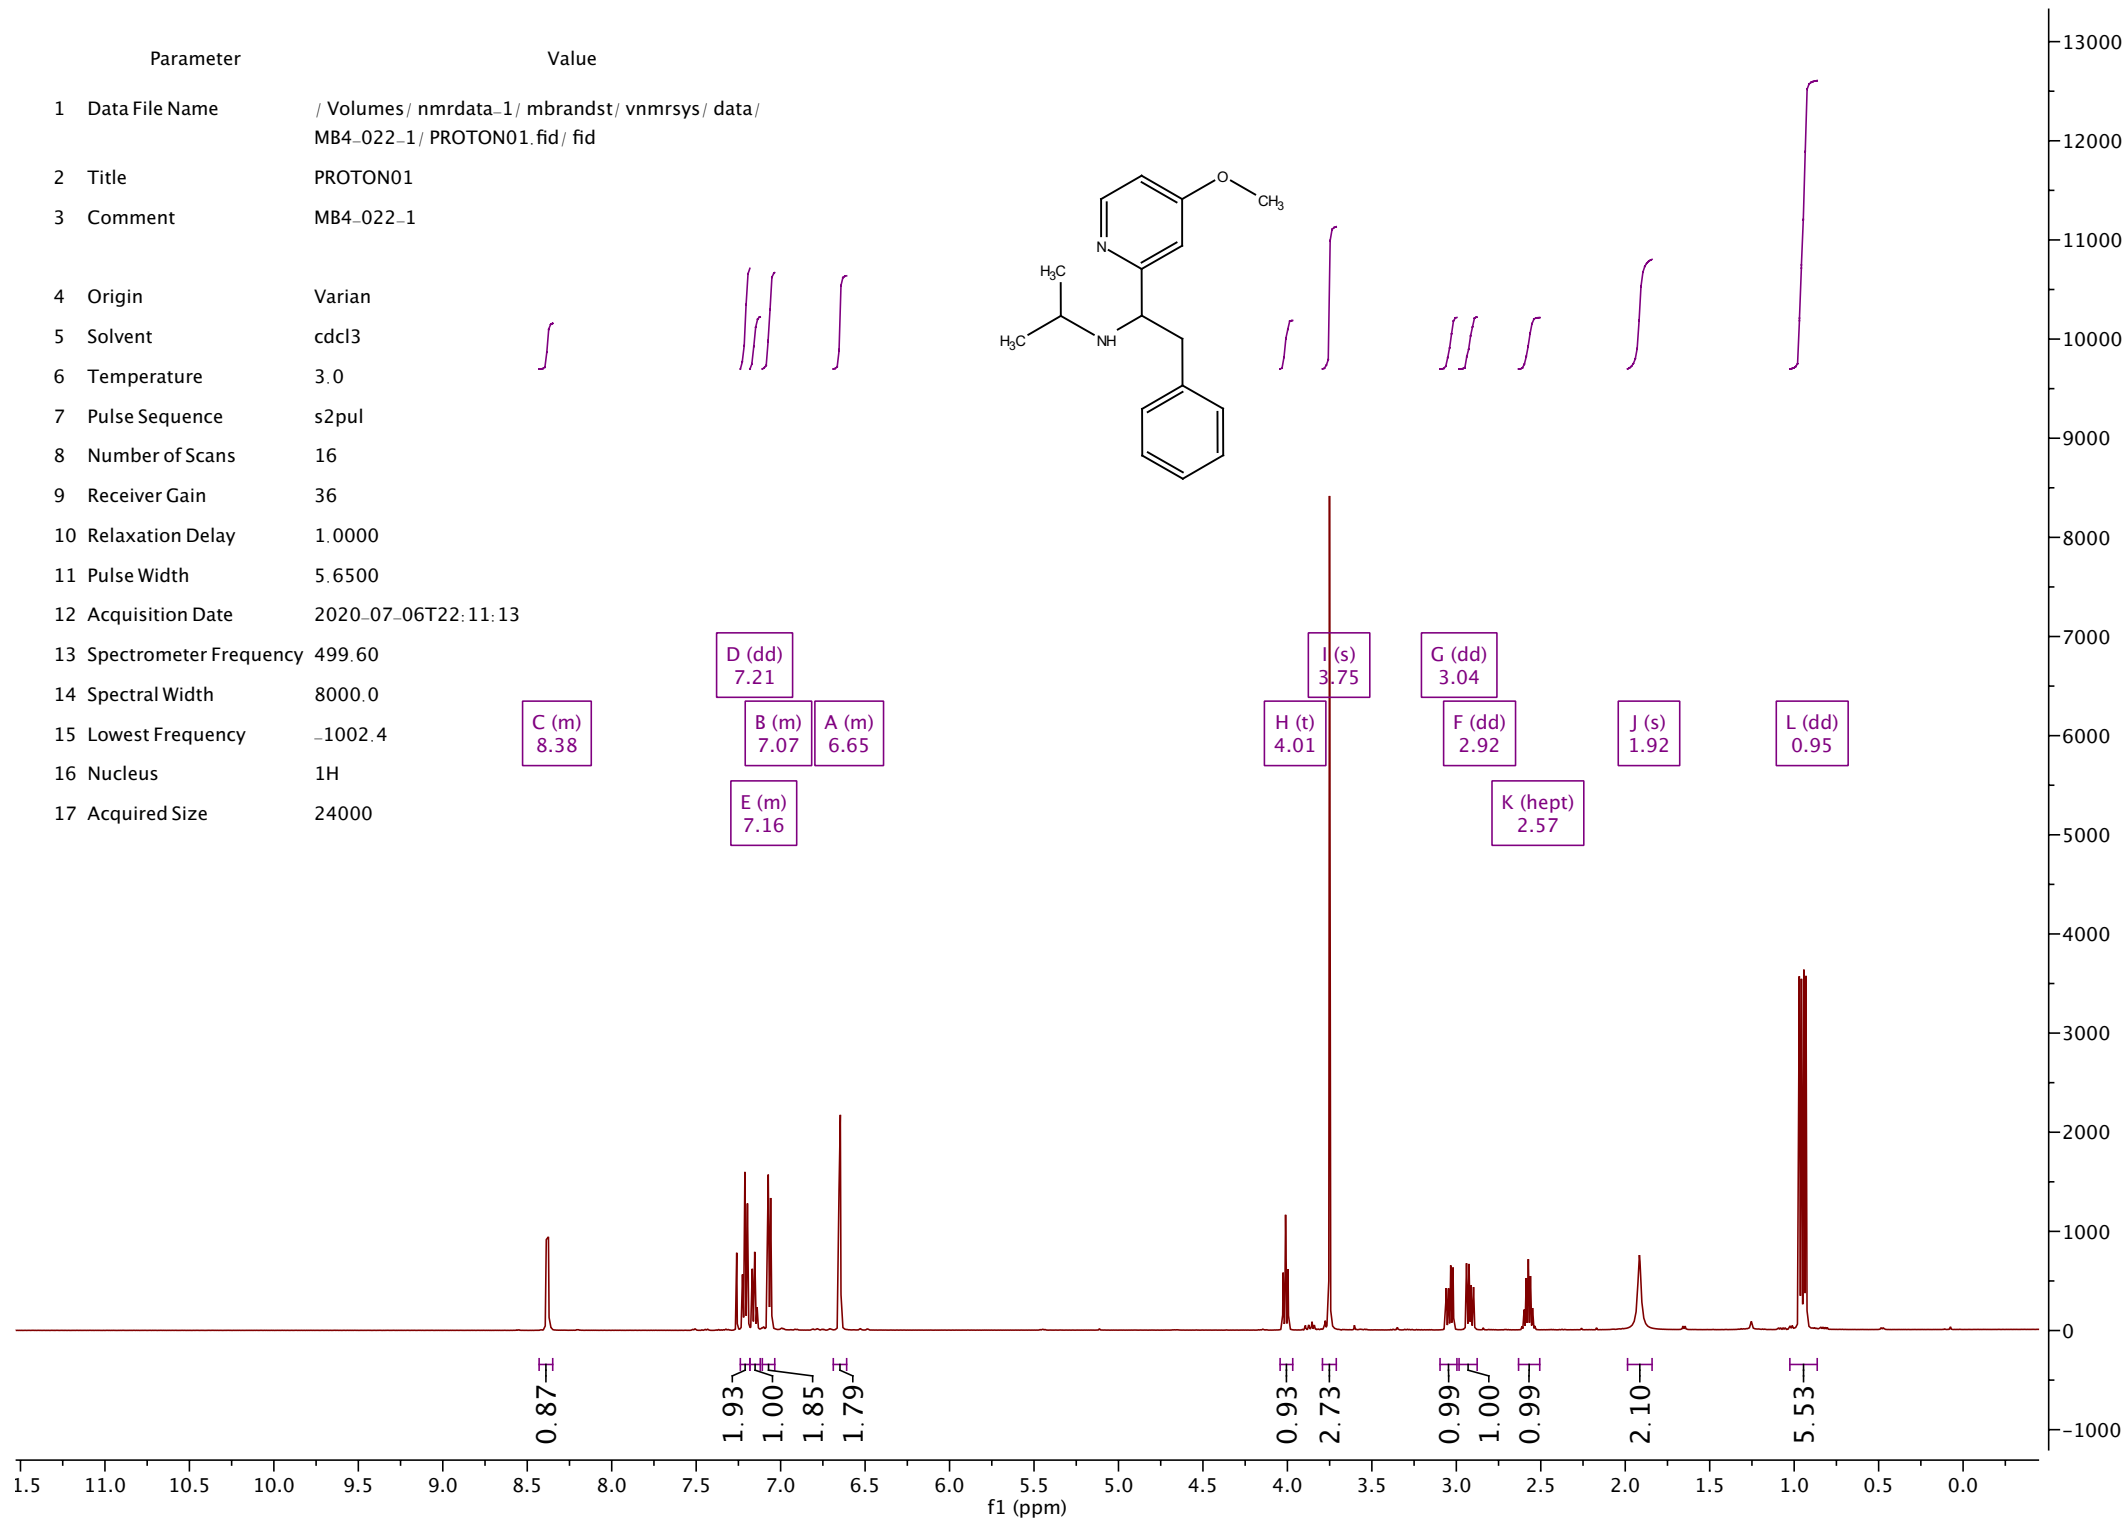 Parameter Value
1 Data File Name / Volumes/ nmrdata_1/ mbrandst/ vnmrsys/ data/
MB4_022_1/ PROTON01.fid/ fid
2 Title PROTON01
3 Comment MB4_022_1
4 Origin Varian
5 Solvent cdcl3
6 Temperature 3.0
7 Pulse Sequence s2pul
8 Number of Scans 16
9 Receiver Gain 36
10 Relaxation Delay 1.0000
11 Pulse Width 5.6500
12 Acquisition Date 2020_07_06T22:11:13
13 Spectrometer Frequency 499.60
14 Spectral Width 8000.0
15 Lowest Frequency _1002.4
16 Nucleus 1H
17 Acquired Size 24000
O
CH3
N
H3C
H3C
NH
D (dd)
7.21
I (s)
3.75
G (dd)
3.04
C (m)
8.38
B (m)
7.07
A (m)
6.65
H (t)
4.01
F (dd)
2.92
J (s)
1.92
L (dd)
0.95
E (m)
7.16
K (hept)
2.57
13000
12000
11000
10000
9000
8000
7000
6000
5000
4000
3000
2000
1000
0
-1000
0.87
1.93
1.00
1.85
1.79
0.93
2.73
0.99
1.00
0.99
2.10
5.53
1.5 11.0 10.5 10.0 9.5 9.0 8.5 8.0 7.5 7.0 6.5 6.0 5.5 5.0 4.5 4.0 3.5 3.0 2.5 2.0 1.5 1.0 0.5 0.0
f1 (ppm)